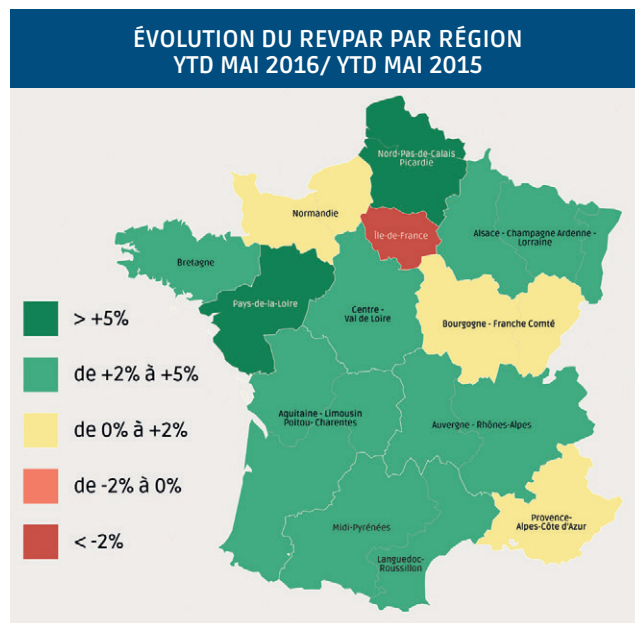 ÉVOLUTION DU REVPAR PAR RÉGION
YTD MAI 2016/ YTD MAI 2015
Nord-Pas-de-Calais
Picardie
Normandie
Île-de-France
Alsace - Champagne Ardenne -
Lorraine
Bretagne
Pays-de-la-Loire
Centre -
Val de Loire
Bourgogne - Franche Comté
> +5%
de +2% à +5%
de 0% à +2%
de -2% à 0%
< -2%
Aquitaine - Limousin
Poitou- Charentes
Auvergne - Rhônes-Alpes
Midi-Pyrénées
Languedoc-
Roussillon
Provence-
Alpes-Côte d'Azur